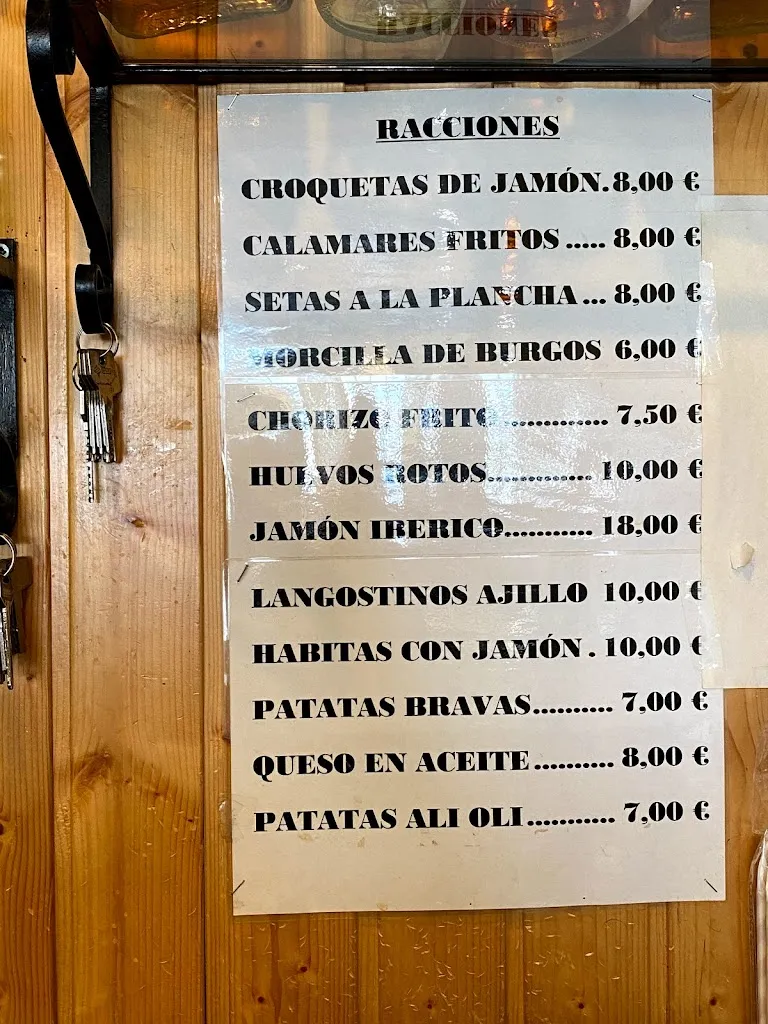 RACCIONES
RACCIONES
CROQUETAS DE JAMÓN.8,00 €
CALAMARES FRITOS ..... 8,00 €
SETAS A LA PLANCHA ... 8,00 €
MORCILLA DE BURGOS 6,00 €
CHORIZO FRITO ............. 7,50 €
HUEVOS ROTOS............. 10,00 €
JAMÓN IBERICO........... 18,00 €
LANGOSTINOS AJILLO 10,00 €
HABITAS CON JAMÓN . 10,00 €
PATATAS BRAVAS.......... 7,00 €
QUESO EN ACEITE .......... 8,00 €
PATATAS ALI OLI........... 7,00 €